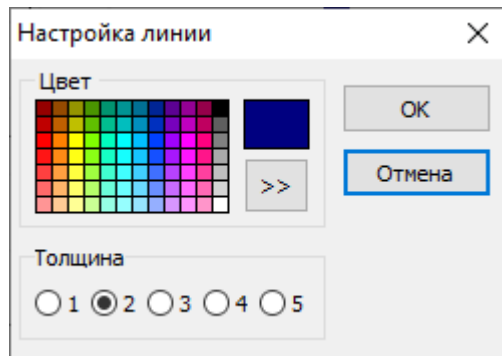 Настройка линии
Цвет
OK
>>
Отмена
Толщина
1 2 3 4 5